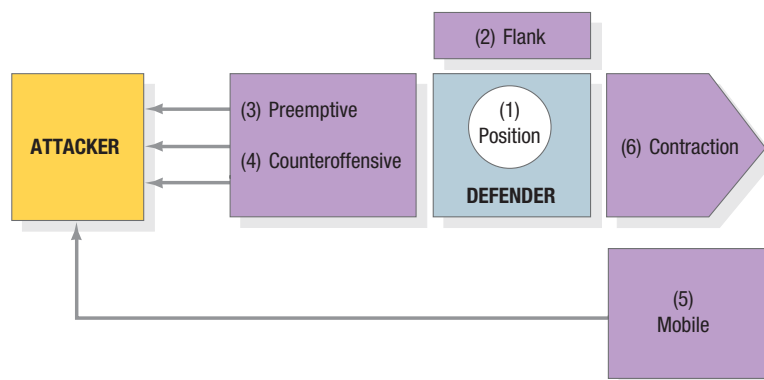 (2) Flank
ATTACKER
(3) Preemptive
(4) Counteroffensive
(1)
Position
DEFENDER
(6) Contraction
(5)
Mobile